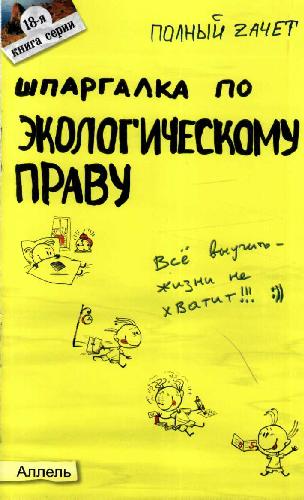 18-я
книга серии
ПОЛНЫЙ ZАЧЕТ
ШПАРГАЛКА ПО
ЭКОЛОГИЧЕСКОМУ
ПРАВУ
Всё выучить -
жизни не
хватит!!! :))
Аллель